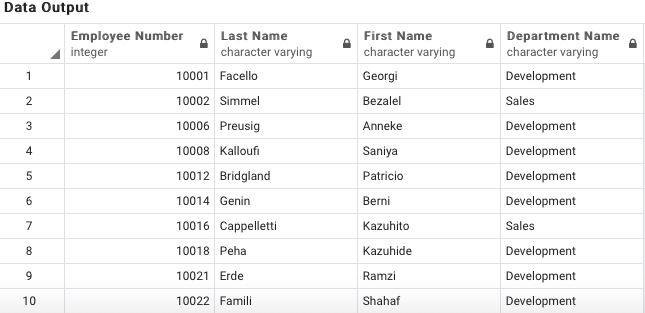 Data Output
Employee Number Last Name First Name Department Name
integer character varying character varying character varying
1 10001 Facello Georgi Development
2 10002 Simmel Bezalel Sales
3 10006 Preusig Anneke Development
4 10008 Kalloufi Saniya Development
5 10012 Bridgland Patricio Development
6 10014 Genin Berni Development
7 10016 Cappelletti Kazuhito Sales
8 10018 Peha Kazuhide Development
9 10021 Erde Ramzi Development
10 10022 Famili Shahaf Development